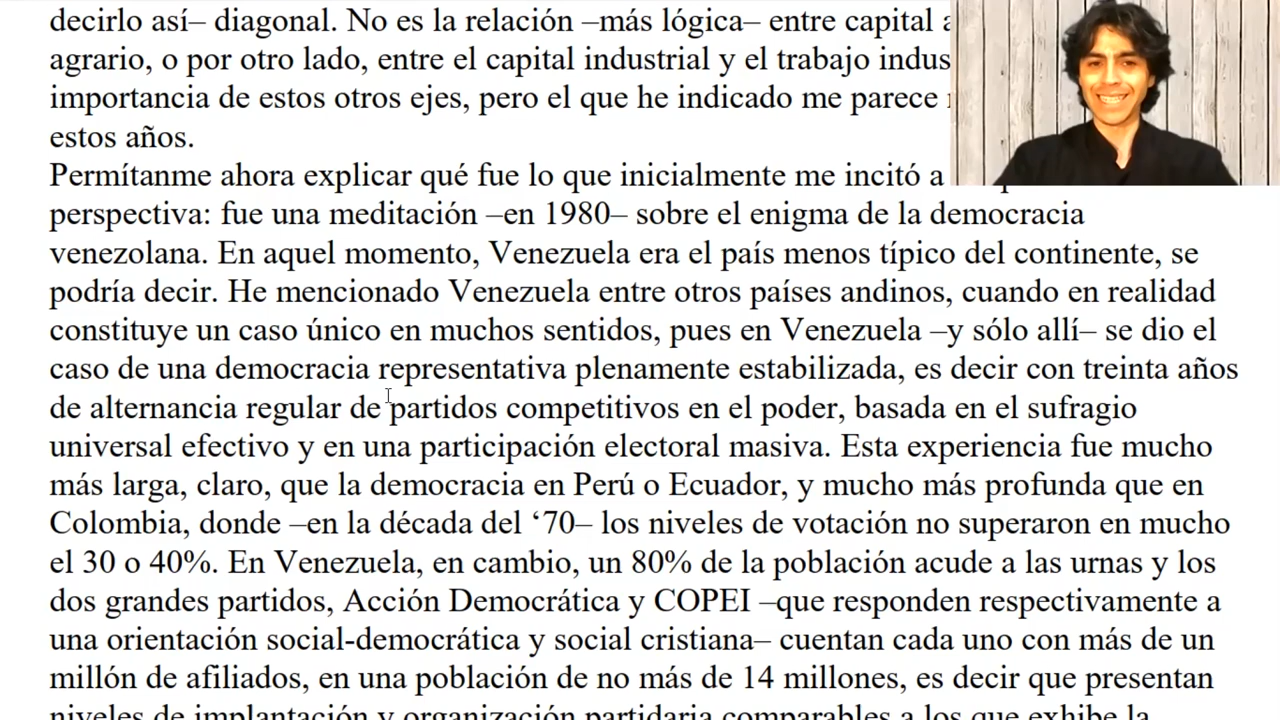 decirlo así– diagonal. No es la relación –más lógica– entre capital
agrario, o por otro lado, entre el capital industrial y el trabajo
importancia de estos otros ejes, pero el que he indicado me parece
estos años.
Permítanme ahora explicar qué fue lo que inicialmente me incitó a
perspectiva: fue una meditación –en 1980– sobre el enigma de la democracia
venezolana. En aquel momento, Venezuela era el país menos típico del continente, se
podría decir. He mencionado Venezuela entre otros países andinos, cuando en realidad
constituye un caso único en muchos sentidos, pues en Venezuela –y sólo allí– se dio el
caso de una democracia representativa plenamente estabilizada, es decir con treinta años
de alternancia regular de partidos competitivos en el poder, basada en el sufragio
universal efectivo y en una participación electoral masiva. Esta experiencia fue mucho
más larga, claro, que la democracia en Perú o Ecuador, y mucho más profunda que en
Colombia, donde –en la década del ‘70– los niveles de votación no superaron en mucho
el 30 o 40%. En Venezuela, en cambio, un 80% de la población acude a las urnas y los
dos grandes partidos, Acción Democrática y COPEI –que responden respectivamente a
una orientación social-democrática y social cristiana– cuentan cada uno con más de un
millón de afiliados, en una población de no más de 14 millones, es decir que presentan
niveles de implantación y organización partidaria comparables a los que exhibe la